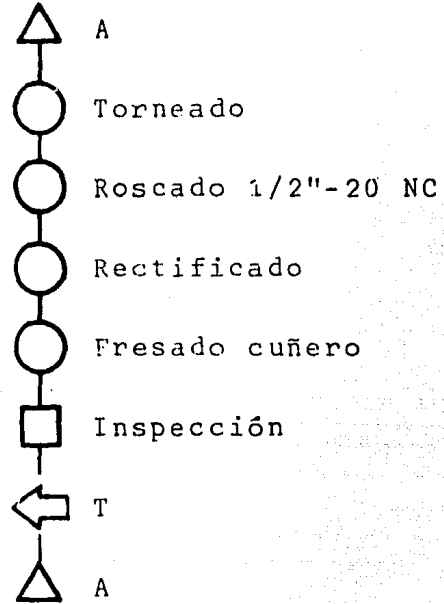 A
Torneado
Roscado 1/2"-20 NC
Rectificado
Fresado cuñero
Inspección
T
A